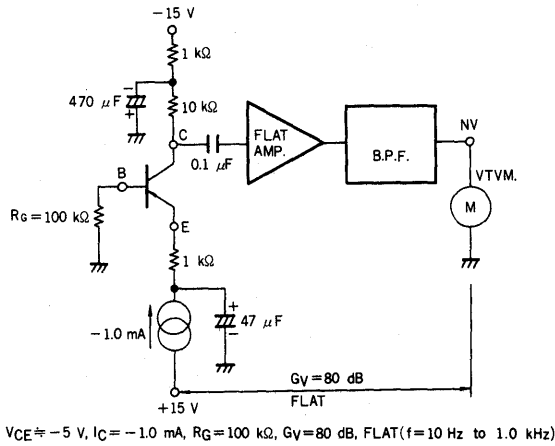 −15 V
1 kΩ
470 μF
−
+
10 kΩ
C
0.1 μF
FLAT
AMP.
B.P.F.
NV
VTVM.
M
B
RG=100 kΩ
E
1 kΩ
−1.0 mA
+
47 μF
−
+15 V
GV=80 dB
FLAT
VCE≒−5 V, IC=−1.0 mA, RG=100 kΩ, GV=80 dB, FLAT(f=10 Hz to 1.0 kHz)